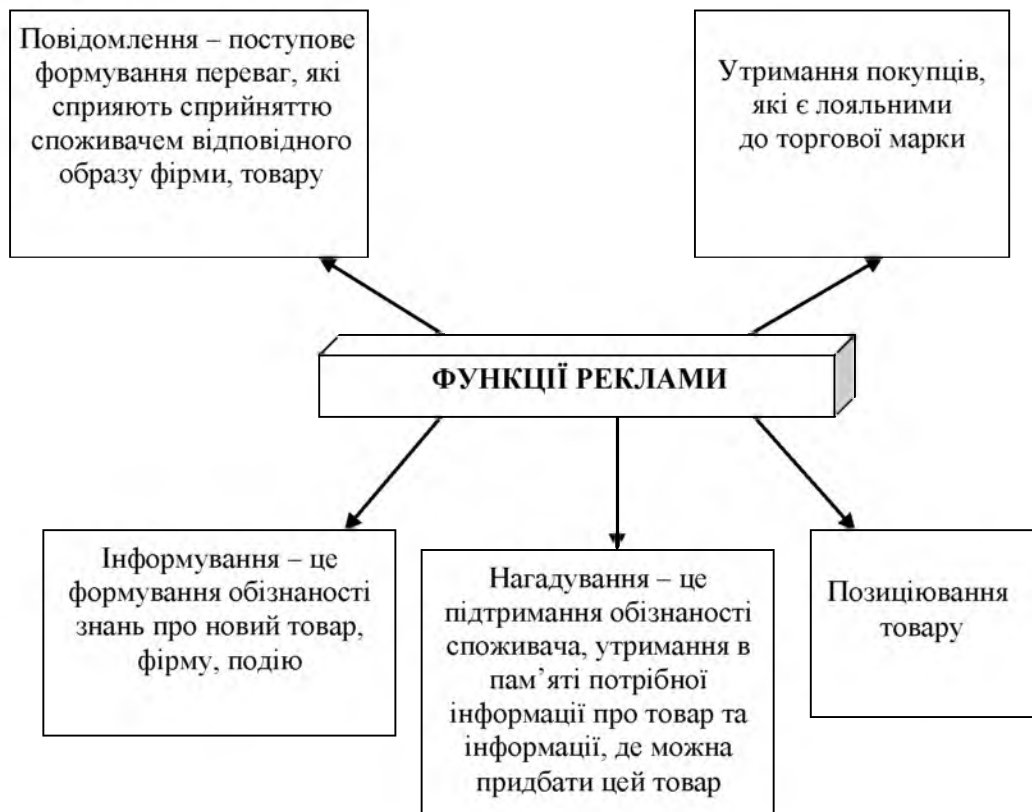 Повідомлення – поступове
формування переваг, які
сприяють сприйняттю
споживачем відповідного
образу фірми, товару
Утримання покупців,
які є лояльними
до торгової марки
ФУНКЦІЇ РЕКЛАМИ
Інформування – це
формування обізнаності
знань про новий товар,
фірму, подію
Нагадування – це
підтримання обізнаності
споживача, утримання в
пам’яті потрібної
інформації про товар та
інформації, де можна
придбати цей товар
Позиціювання
товару